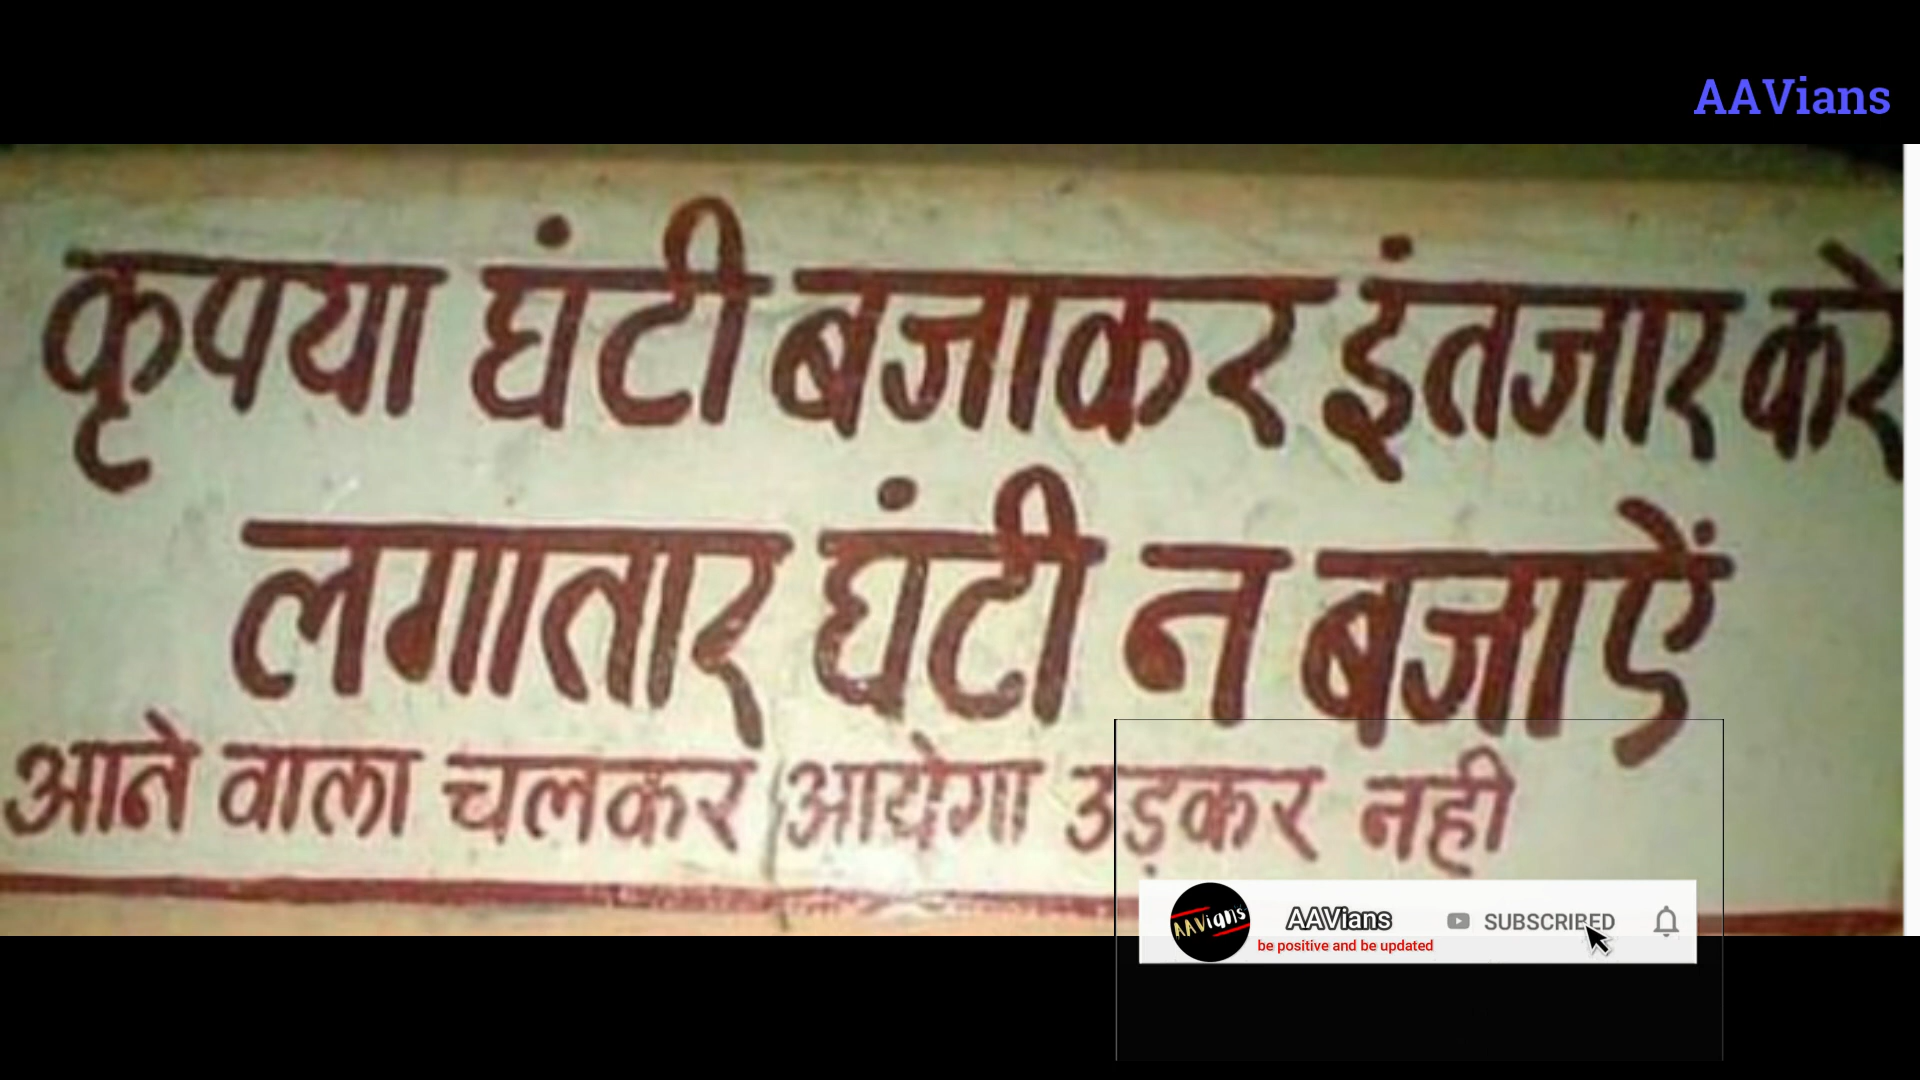 AAVians
कृपया घंटी बजाकर इंतजार करें
लगातार घंटी न बजाऐं
आने वाला चलकर आयेगा उड़कर नही
AAVians
AAVians SUBSCRIBED
be positive and be updated